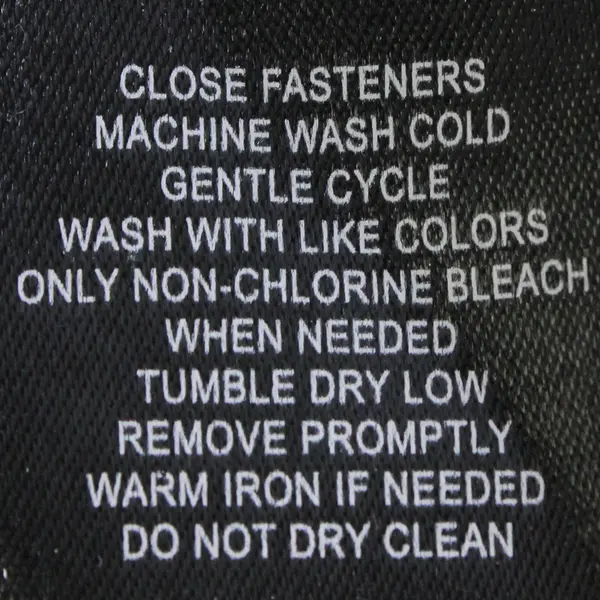 CLOSE FASTENERS
MACHINE WASH COLD
GENTLE CYCLE
WASH WITH LIKE COLORS
ONLY NON-CHLORINE BLEACH
WHEN NEEDED
TUMBLE DRY LOW
REMOVE PROMPTLY
WARM IRON IF NEEDED
DO NOT DRY CLEAN